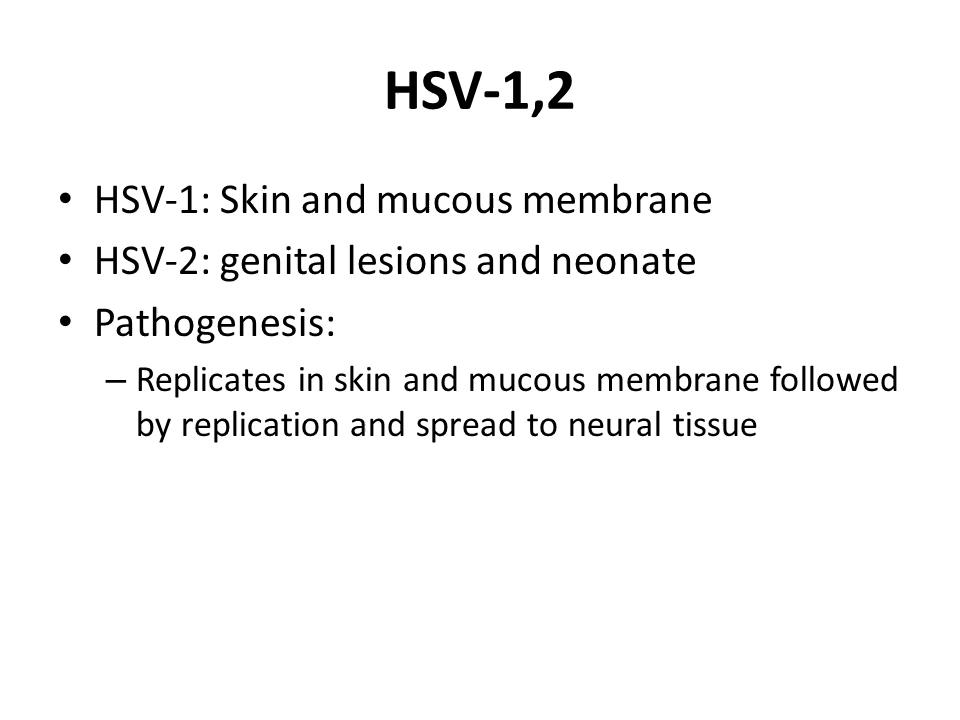 HSV-1,2
• HSV-1: Skin and mucous membrane
• HSV-2: genital lesions and neonate
• Pathogenesis:
– Replicates in skin and mucous membrane followed
by replication and spread to neural tissue